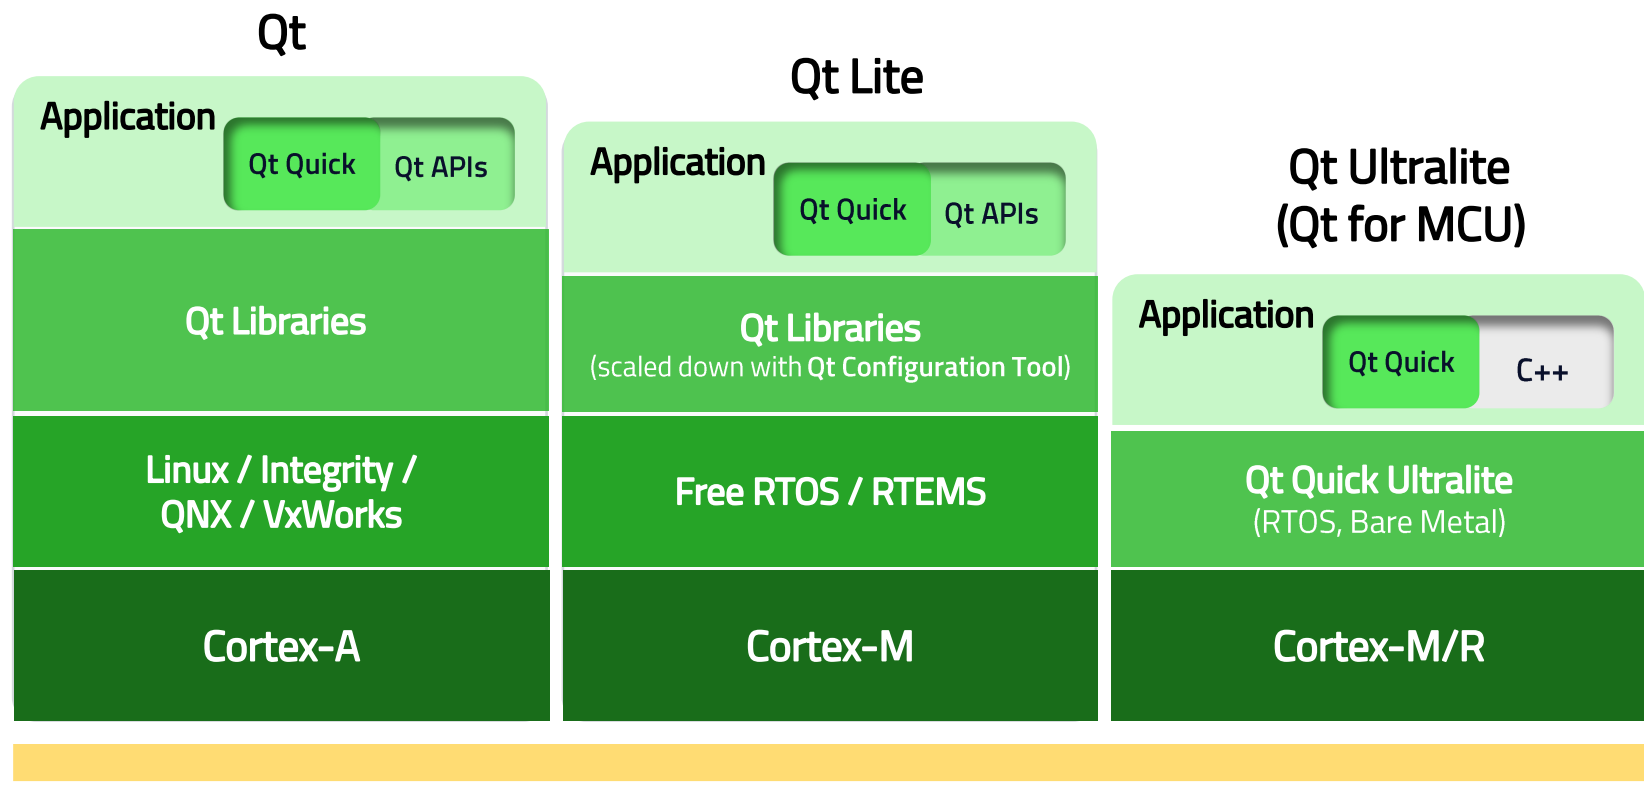 Qt
Application
Qt Quick
Qt APIs
Qt Libraries
Linux / Integrity /
QNX / VxWorks
Cortex-A
Qt Lite
Application
Qt Quick
Qt APIs
Qt Libraries
(scaled down with Qt Configuration Tool)
Free RTOS / RTEMS
Cortex-M
Qt Ultralite
(Qt for MCU)
Application
Qt Quick
C++
Qt Quick Ultralite
(RTOS, Bare Metal)
Cortex-M/R